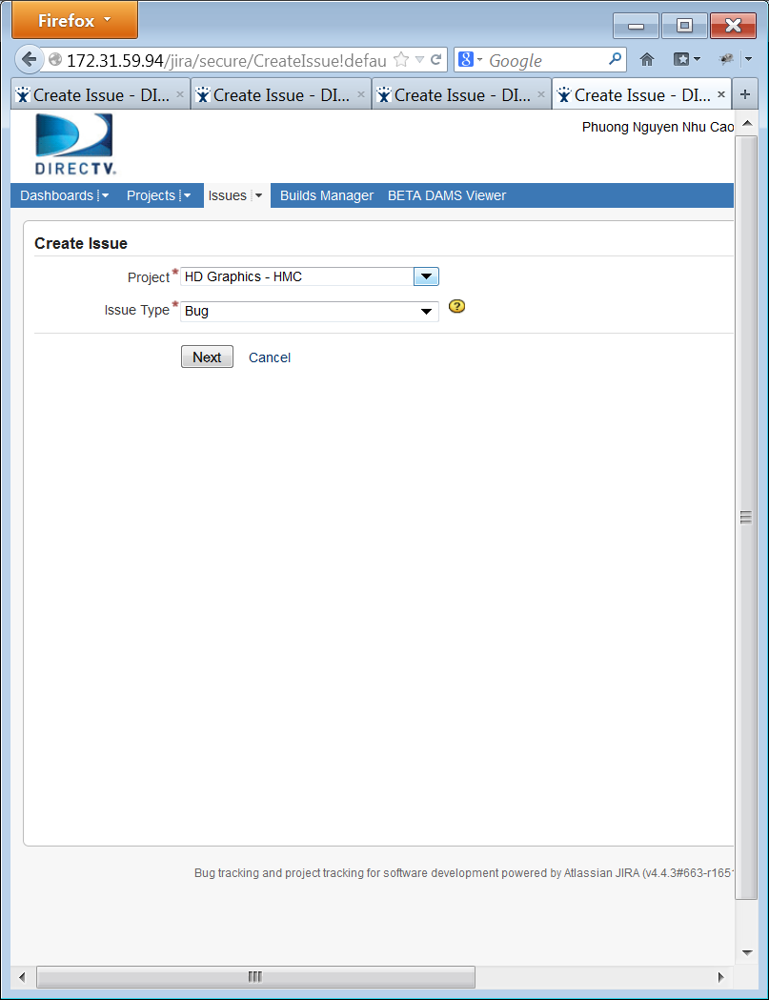 Firefox
172.31.59.94/jira/secure/CreateIssue!defau
8 Google
Create Issue - DI... × Create Issue - DI... × Create Issue - DI... × Create Issue - DI... × +
DIRECTV.
Phuong Nguyen Nhu Cao
Dashboards Projects Issues Builds Manager BETA DAMS Viewer
Create Issue
Project * HD Graphics - HMC
Issue Type * Bug ?
Next Cancel
Bug tracking and project tracking for software development powered by Atlassian JIRA (v4.4.3#663-r165